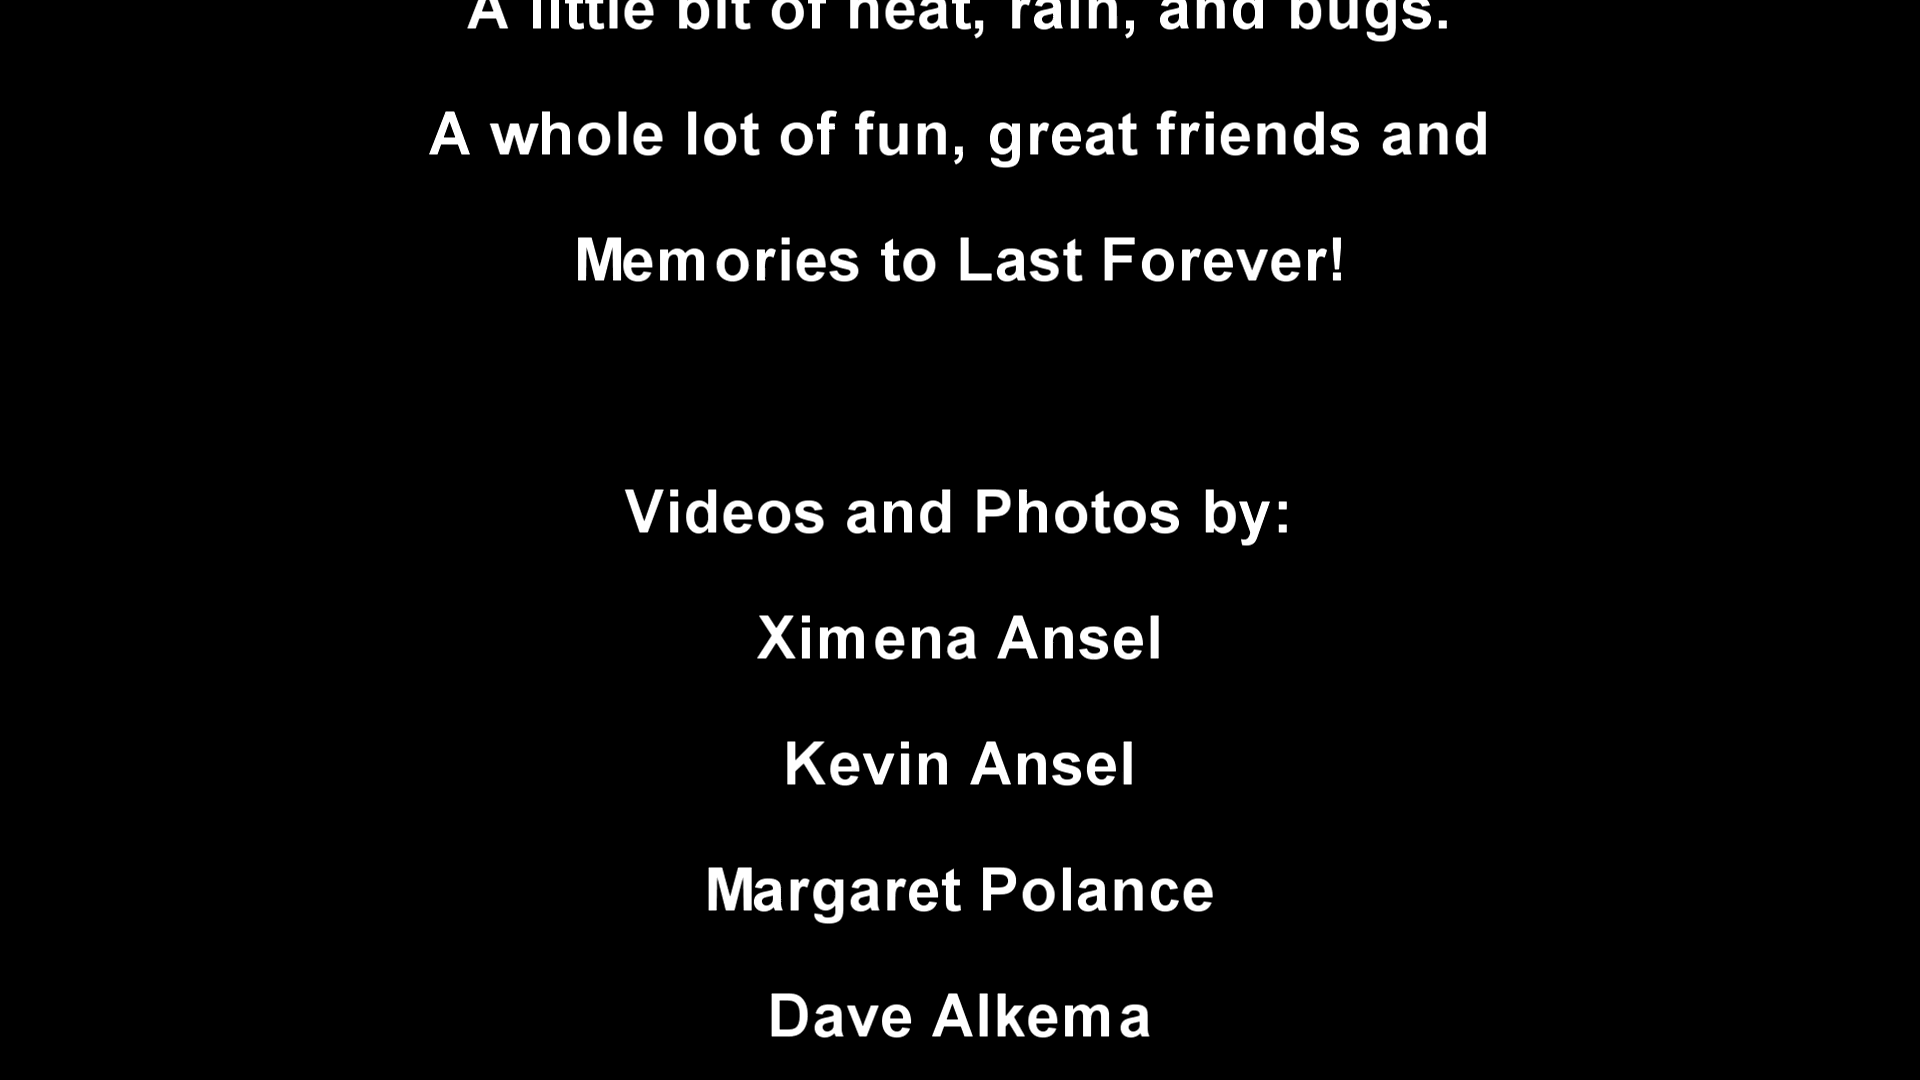 A little bit of heat, rain, and bugs.
A whole lot of fun, great friends and
Memories to Last Forever!
Videos and Photos by:
Ximena Ansel
Kevin Ansel
Margaret Polance
Dave Alkema